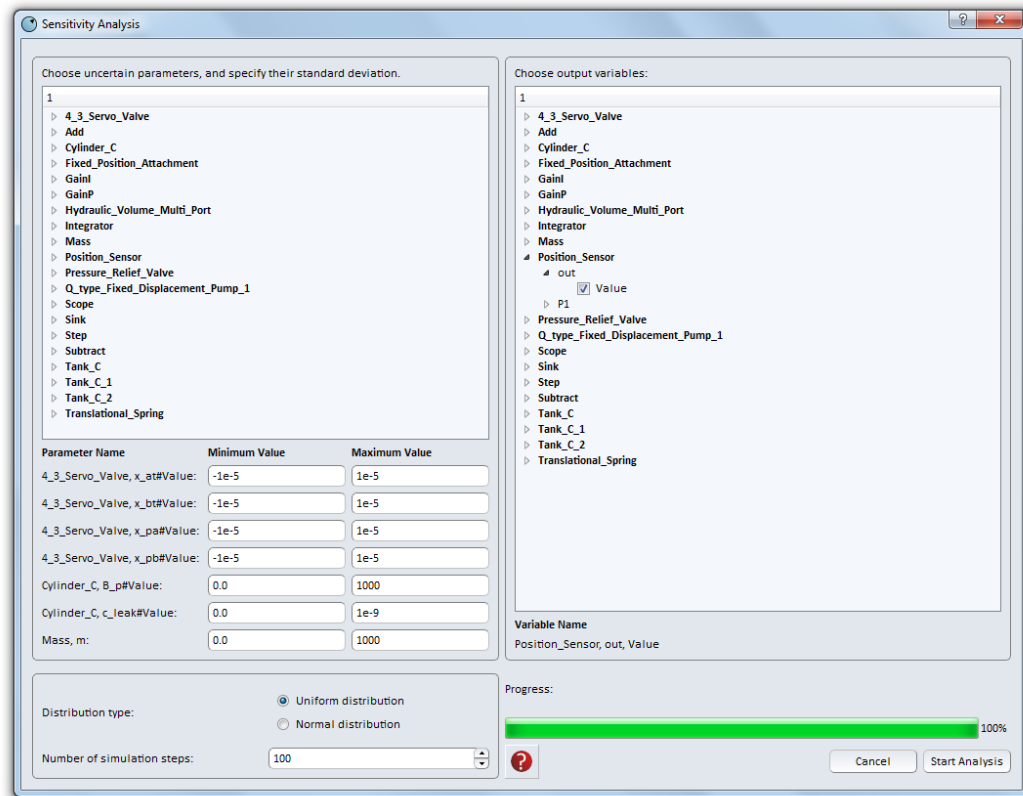 Sensitivity Analysis
?
x
Choose uncertain parameters, and specify their standard deviation.
1
4_3_Servo_Valve
Add
Cylinder_C
Fixed_Position_Attachment
GainI
GainP
Hydraulic_Volume_Multi_Port
Integrator
Mass
Position_Sensor
Pressure_Relief_Valve
Q_type_Fixed_Displacement_Pump_1
Scope
Sink
Step
Subtract
Tank_C
Tank_C_1
Tank_C_2
Translational_Spring
Parameter Name Minimum Value Maximum Value
4_3_Servo_Valve, x_at#Value: -1e-5 1e-5
4_3_Servo_Valve, x_bt#Value: -1e-5 1e-5
4_3_Servo_Valve, x_pa#Value: -1e-5 1e-5
4_3_Servo_Valve, x_pb#Value: -1e-5 1e-5
Cylinder_C, B_p#Value: 0.0 1000
Cylinder_C, c_leak#Value: 0.0 1e-9
Mass, m: 0.0 1000
Choose output variables:
1
4_3_Servo_Valve
Add
Cylinder_C
Fixed_Position_Attachment
GainI
GainP
Hydraulic_Volume_Multi_Port
Integrator
Mass
Position_Sensor
out
Value
P1
Pressure_Relief_Valve
Q_type_Fixed_Displacement_Pump_1
Scope
Sink
Step
Subtract
Tank_C
Tank_C_1
Tank_C_2
Translational_Spring
Variable Name
Position_Sensor, out, Value
Distribution type:
Uniform distribution
Normal distribution
Number of simulation steps: 100
Progress:
100%
?
Cancel Start Analysis